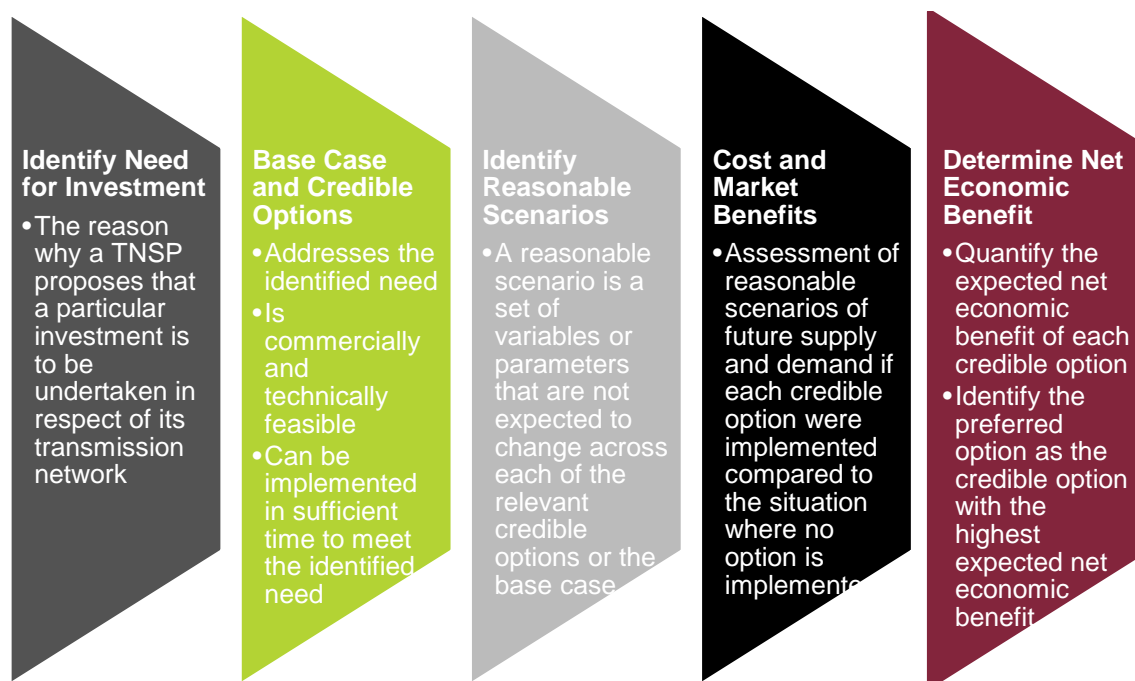 Identify Need
for Investment
•The reason
why a TNSP
proposes that
a particular
investment is
to be
undertaken in
respect of its
transmission
network
Base Case
and Credible
Options
•Addresses the
identified need
•Is
commercially
and
technically
feasible
•Can be
implemented
in sufficient
time to meet
the identified
need
Identify
Reasonable
Scenarios
•A reasonable
scenario is a
set of
variables or
parameters
that are not
expected to
change across
each of the
relevant
credible
options or the
base case
Cost and
Market
Benefits
•Assessment of
reasonable
scenarios of
future supply
and demand if
each credible
option were
implemented
compared to
the situation
where no
option is
implemente
Determine Net
Economic
Benefit
•Quantify the
expected net
economic
benefit of each
credible option
•Identify the
preferred
option as the
credible option
with the
highest
expected net
economic
benefit